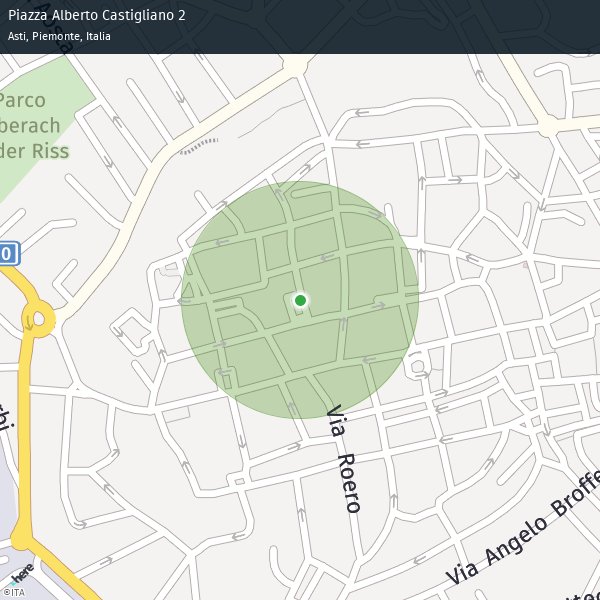 Piazza Alberto Castigliano 2
Asti, Piemonte, Italia
Parco
berach
der Riss
0
Via Roero
Via Angelo Broffe
here
©ITA